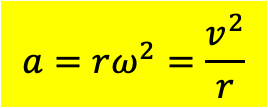 a = rω² = v²/r